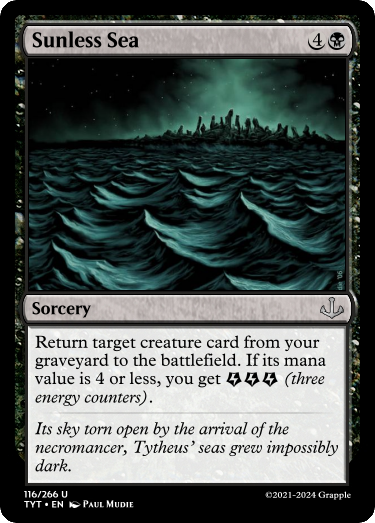 Sunless Sea 4
Sorcery
Return target creature card from your
graveyard to the battlefield. If its mana
value is 4 or less, you get (three
energy counters).
Its sky torn open by the arrival of the
necromancer, Tytheus' seas grew impossibly
dark.
116/266 U
TYT • EN Paul Mudie
©2021-2024 Grapple